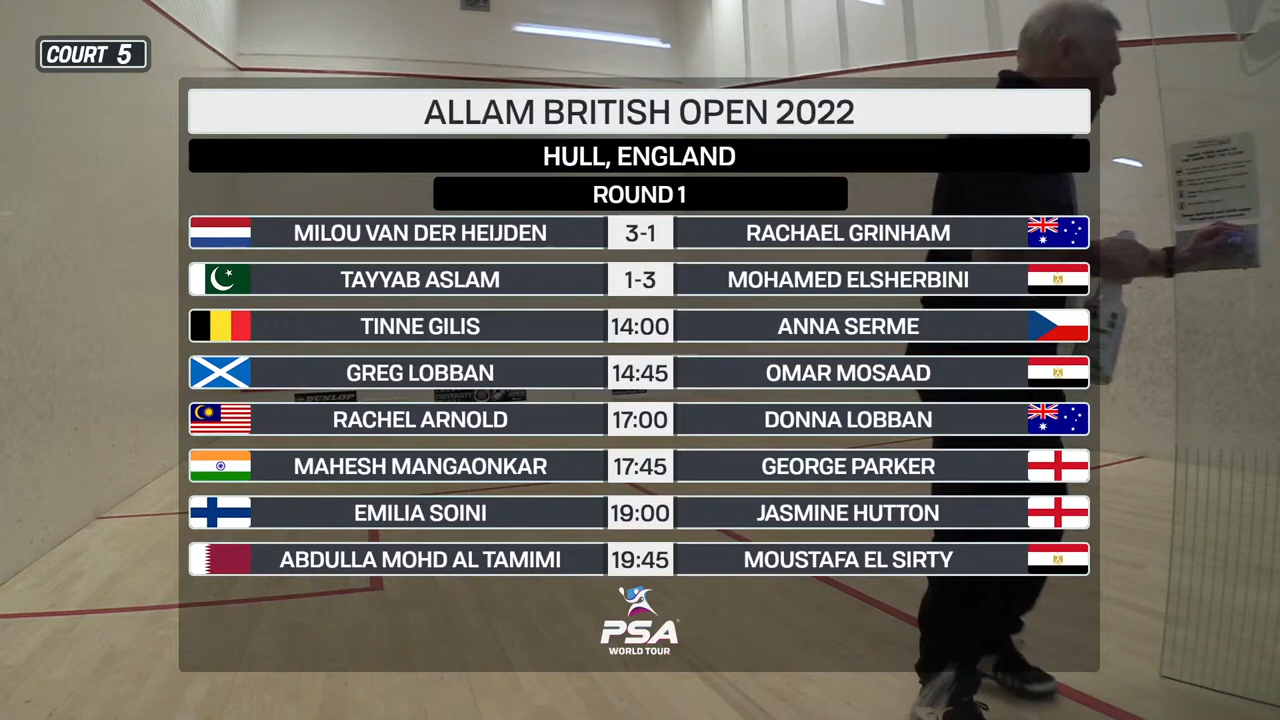 COURT 5
ALLAM BRITISH OPEN 2022
HULL, ENGLAND
ROUND 1
MILOU VAN DER HEIJDEN 3-1 RACHAEL GRINHAM
TAYYAB ASLAM 1-3 MOHAMED ELSHERBINI
TINNE GILIS 14:00 ANNA SERME
GREG LOBBAN 14:45 OMAR MOSAAD
DUNLOP
RACHEL ARNOLD 17:00 DONNA LOBBAN
MAHESH MANGAONKAR 17:45 GEORGE PARKER
EMILIA SOINI 19:00 JASMINE HUTTON
ABDULLA MOHD AL TAMIMI 19:45 MOUSTAFA EL SIRTY
PSA
WORLD TOUR